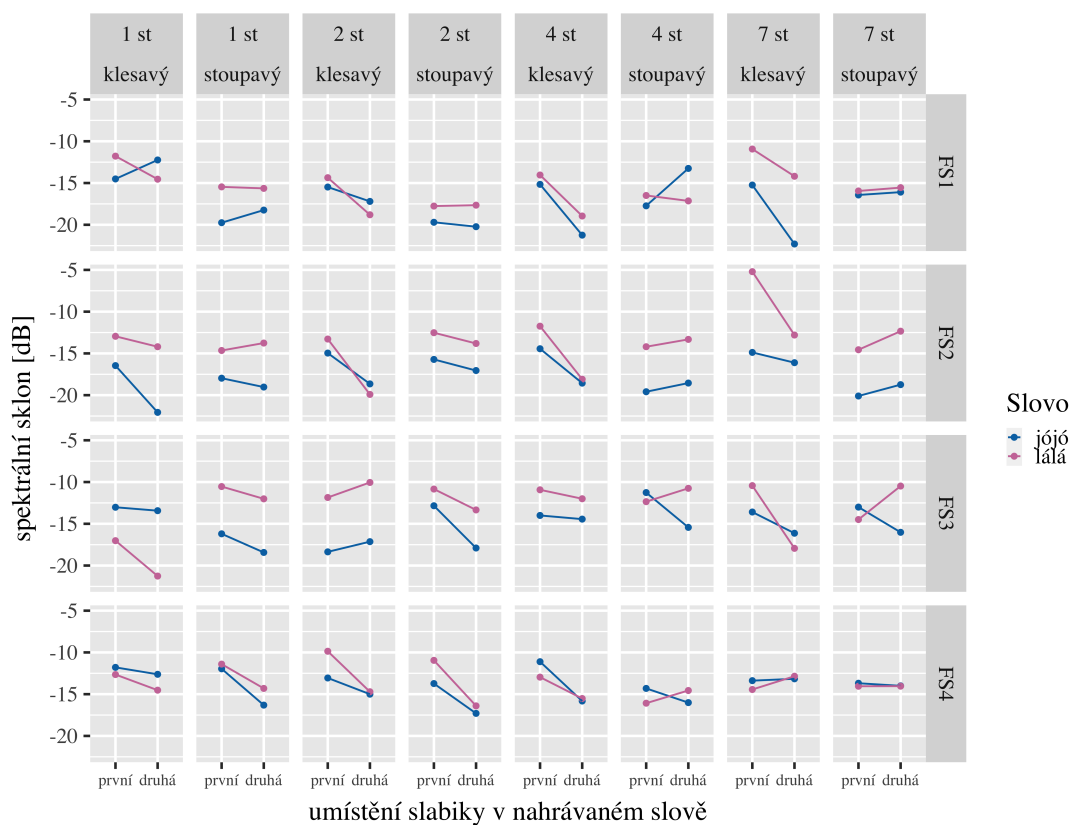 1 st 1 st 2 st 2 st 4 st 4 st 7 st 7 st
klesavý stoupavý klesavý stoupavý klesavý stoupavý klesavý stoupavý
-5
-10
-15
-20
FS1
-5
-10
-15
-20
FS2
-5
-10
-15
-20
FS3
-5
-10
-15
-20
FS4
spektrální sklon [dB]
první druhá první druhá první druhá první druhá první druhá první druhá první druhá první druhá
umístění slabiky v nahrávaném slově
Slovo
jójó
lálá